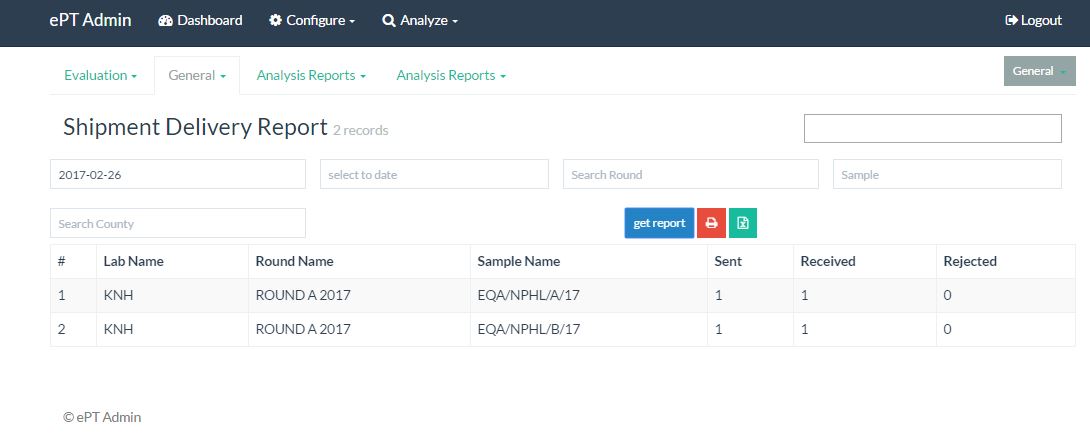 ePT Admin Dashboard Configure Analyze Logout
Evaluation General Analysis Reports Analysis Reports General
Shipment Delivery Report 2 records
2017-02-26 select to date Search Round Sample
Search County get report
# Lab Name Round Name Sample Name Sent Received Rejected
1 KNH ROUND A 2017 EQA/NPHL/A/17 1 1 0
2 KNH ROUND A 2017 EQA/NPHL/B/17 1 1 0
© ePT Admin